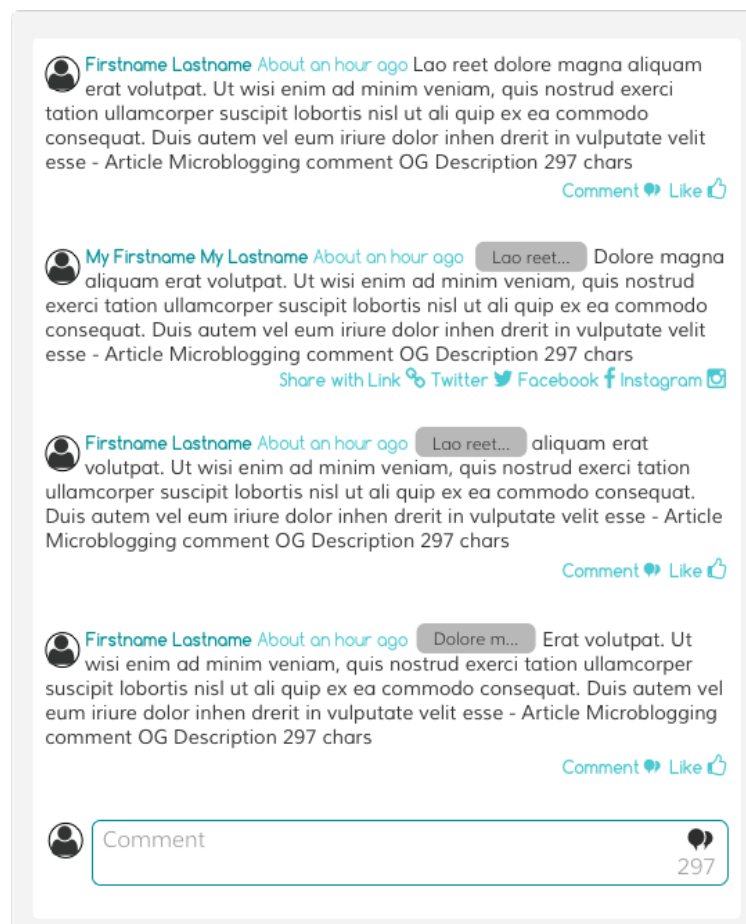 Firstname Lastname About an hour ago Lao reet dolore magna aliquam
erat volutpat. Ut wisi enim ad minim veniam, quis nostrud exerci
tation ullamcorper suscipit lobortis nisl ut ali quip ex ea commodo
consequat. Duis autem vel eum iriure dolor inhen drerit in vulputate velit
esse - Article Microblogging comment OG Description 297 chars
Comment Like
My Firstname My Lastname About an hour ago Lao reet... Dolore magna
aliquam erat volutpat. Ut wisi enim ad minim veniam, quis nostrud
exerci tation ullamcorper suscipit lobortis nisl ut ali quip ex ea commodo
consequat. Duis autem vel eum iriure dolor inhen drerit in vulputate velit
esse - Article Microblogging comment OG Description 297 chars
Share with Link Twitter Facebook Instagram
Firstname Lastname About an hour ago Lao reet... aliquam erat
volutpat. Ut wisi enim ad minim veniam, quis nostrud exerci tation
ullamcorper suscipit lobortis nisl ut ali quip ex ea commodo consequat.
Duis autem vel eum iriure dolor inhen drerit in vulputate velit esse - Article
Microblogging comment OG Description 297 chars
Comment Like
Firstname Lastname About an hour ago Dolore m... Erat volutpat. Ut
wisi enim ad minim veniam, quis nostrud exerci tation ullamcorper
suscipit lobortis nisl ut ali quip ex ea commodo consequat. Duis autem vel
eum iriure dolor inhen drerit in vulputate velit esse - Article Microblogging
comment OG Description 297 chars
Comment Like
Comment
297